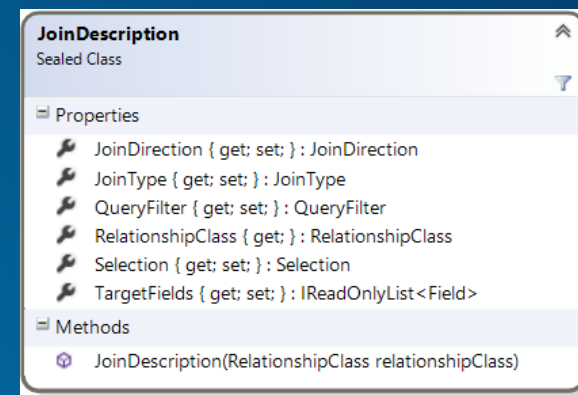 JoinDescription
Sealed Class
Properties
JoinDirection { get; set; } : JoinDirection
JoinType { get; set; } : JoinType
QueryFilter { get; set; } : QueryFilter
RelationshipClass { get; } : RelationshipClass
Selection { get; set; } : Selection
TargetFields { get; set; } : IReadOnlyList<Field>
Methods
JoinDescription(RelationshipClass relationshipClass)